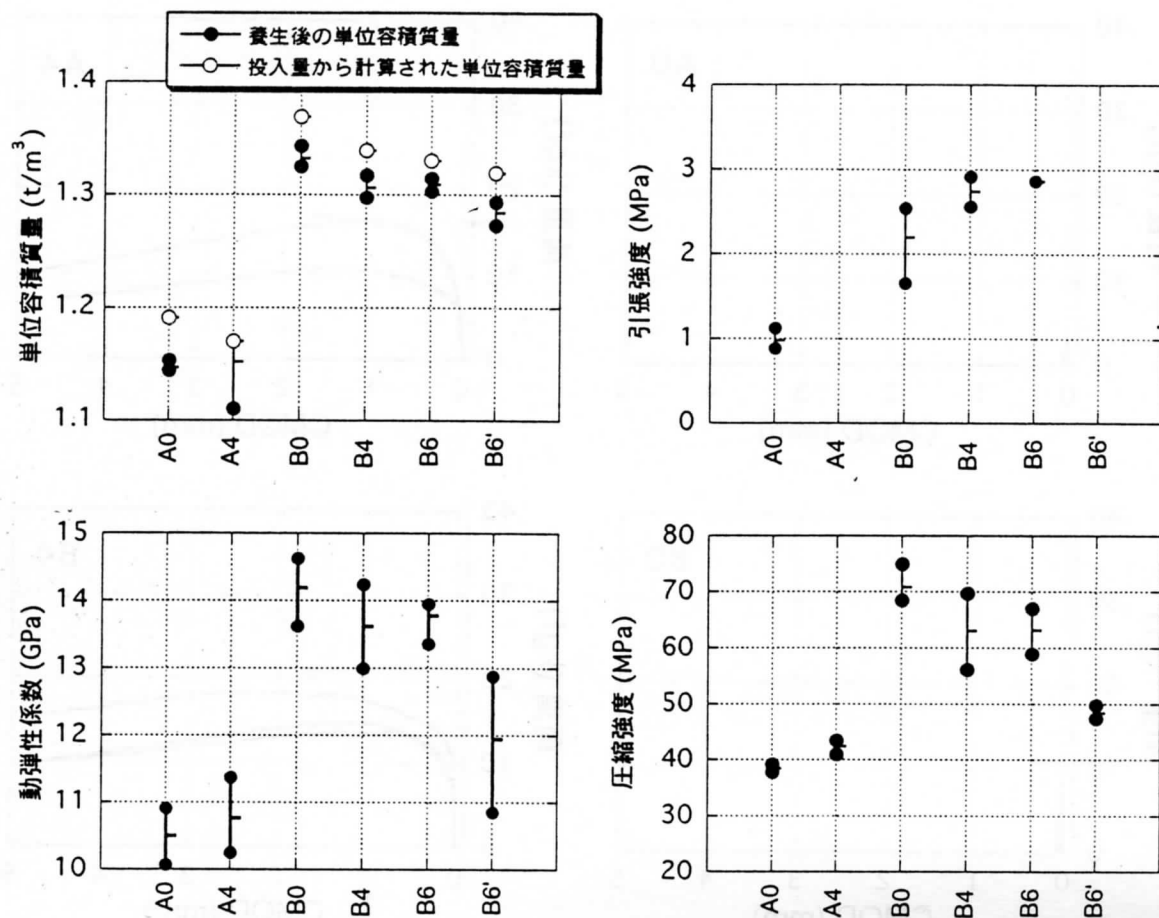 養生後の単位容積質量
投入量から計算された単位容積質量
単位容積質量 (t/m³)
1.4
1.3
1.2
1.1
A0
A4
B0
B4
B6
B6'
引張強度 (MPa)
4
3
2
1
0
A0
A4
B0
B4
B6
B6'
動弾性係数 (GPa)
15
14
13
12
11
10
A0
A4
B0
B4
B6
B6'
圧縮強度 (MPa)
80
70
60
50
40
30
20
A0
A4
B0
B4
B6
B6'